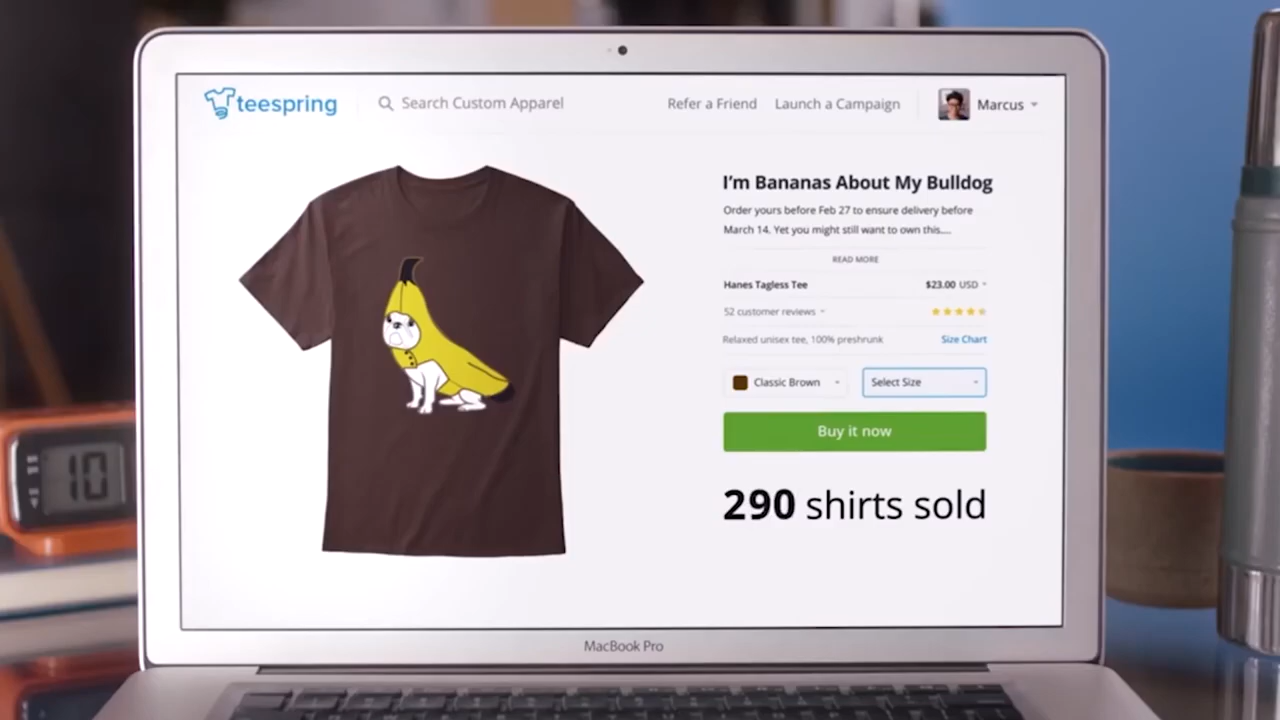 teespring
Search Custom Apparel
Refer a Friend
Launch a Campaign
Marcus
I'm Bananas About My Bulldog
Order yours before Feb 27 to ensure delivery before
March 14. Yet you might still want to own this....
READ MORE
Hanes Tagless Tee
$23.00 USD
52 customer reviews
Relaxed unisex tee, 100% preshrunk
Size Chart
Classic Brown
Select Size
Buy it now
290 shirts sold
10
MacBook Pro